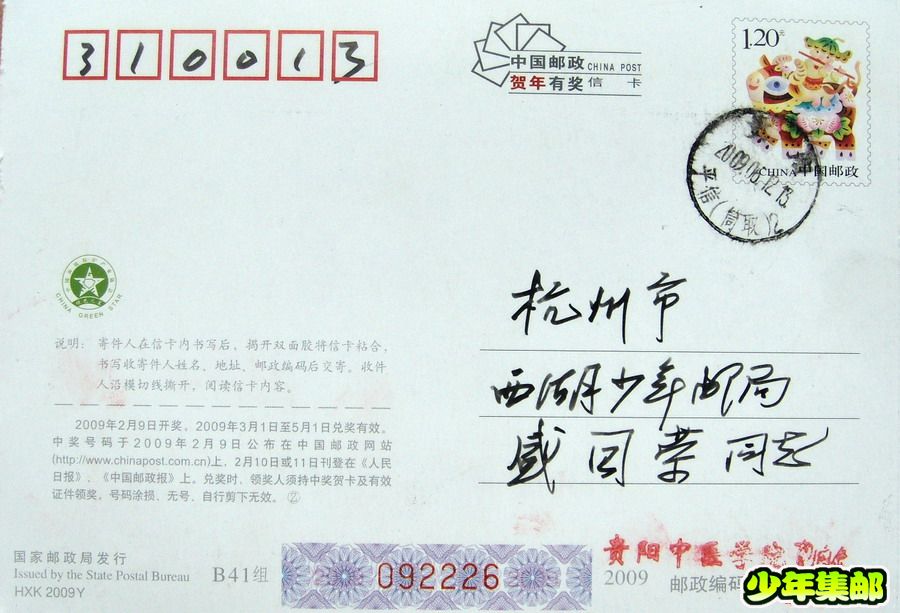 310013
中国邮政 CHINA POST
贺年有奖 信 卡
1.20元
CHINA 中国邮政
2009.
平信(筒取)2
CHINA GREEN STAR
杭州市
西湖少年邮局
盛同荣 同志
说明：寄件人在信卡内书写后，揭开双面胶将信卡粘合，
书写收寄件人姓名、地址、邮政编码后交寄。收件
人沿模切线撕开，阅读信卡内容。
2009年2月9日开奖。2009年3月1日至5月1日兑奖有效。
中奖号码于2009年2月9日公布在中国邮政网站
(http://www.chinapost.com.cn)上，2月10日或11日刊登在《人民
日报》、《中国邮政报》上。兑奖时、领奖人须持中奖贺卡及有效
证件领奖。号码涂损、无号、自行剪下无效。 ②
国家邮政局发行
Issued by the State Postal Bureau
HXK 2009Y
B41组
092226
贵阳中医学院
2009 邮政编码
少年集邮